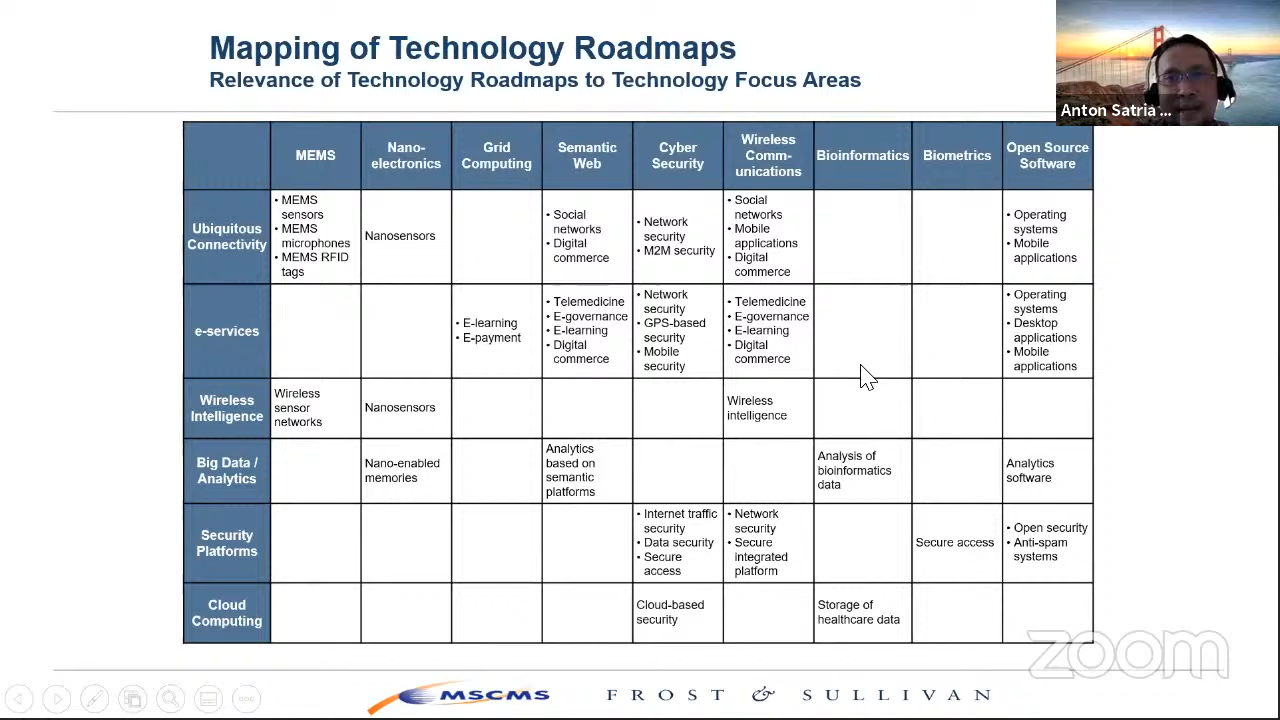 Mapping of Technology Roadmaps
Relevance of Technology Roadmaps to Technology Focus Areas
Anton Satria ...
MEMS
Nano-
electronics
Grid
Computing
Semantic
Web
Cyber
Security
Wireless
Comm-
unications
Bioinformatics
Biometrics
Open Source
Software
Ubiquitous
Connectivity
• MEMS
sensors
• MEMS
microphones
• MEMS RFID
tags
Nanosensors
• Social
networks
• Digital
commerce
• Network
security
• M2M security
• Social
networks
• Mobile
applications
• Digital
commerce
• Operating
systems
• Mobile
applications
e-services
• E-learning
• E-payment
• Telemedicine
• E-governance
• E-learning
• Digital
commerce
• Network
security
• GPS-based
security
• Mobile
security
• Telemedicine
• E-governance
• E-learning
• Digital
commerce
• Operating
systems
• Desktop
applications
• Mobile
applications
Wireless
Intelligence
Wireless
sensor
networks
Nanosensors
Wireless
intelligence
Big Data /
Analytics
Nano-enabled
memories
Analytics
based on
semantic
platforms
Analysis of
bioinformatics
data
Analytics
software
Security
Platforms
• Internet traffic
security
• Data security
• Secure
access
• Network
security
• Secure
integrated
platform
Secure access
• Open security
• Anti-spam
systems
Cloud
Computing
Cloud-based
security
Storage of
healthcare data
zoom
MSCMS
FROST & SULLIVAN